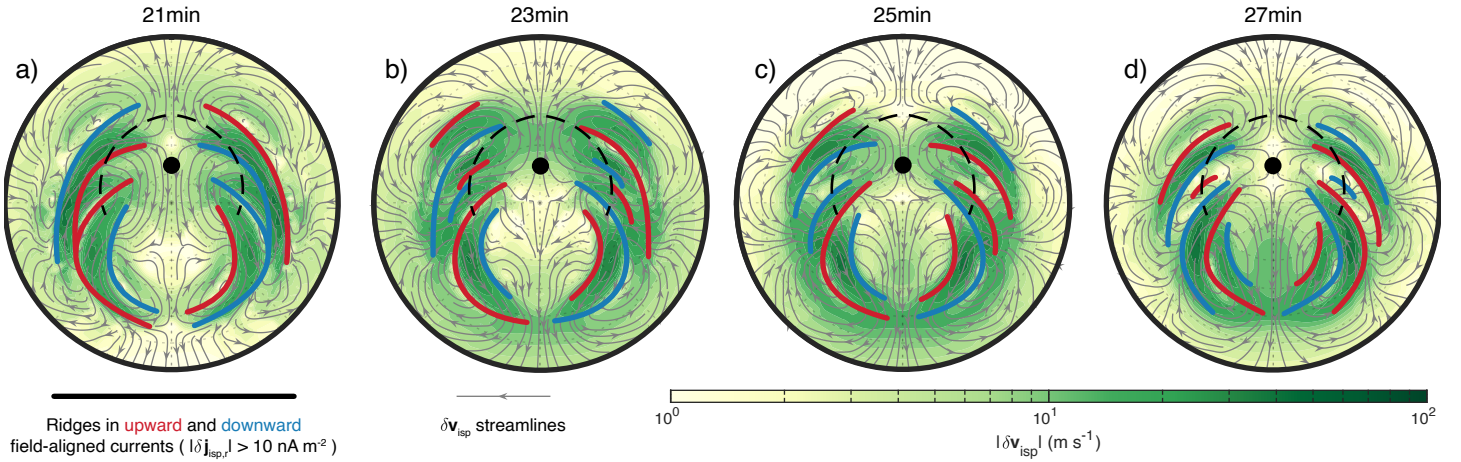 21min
23min
25min
27min
a)
b)
c)
d)
Ridges in upward and downward
field-aligned currents ( |δj_isp,r| > 10 nA m⁻² )
δv_isp streamlines
10⁰
10¹
10²
|δv_isp| (m s⁻¹)